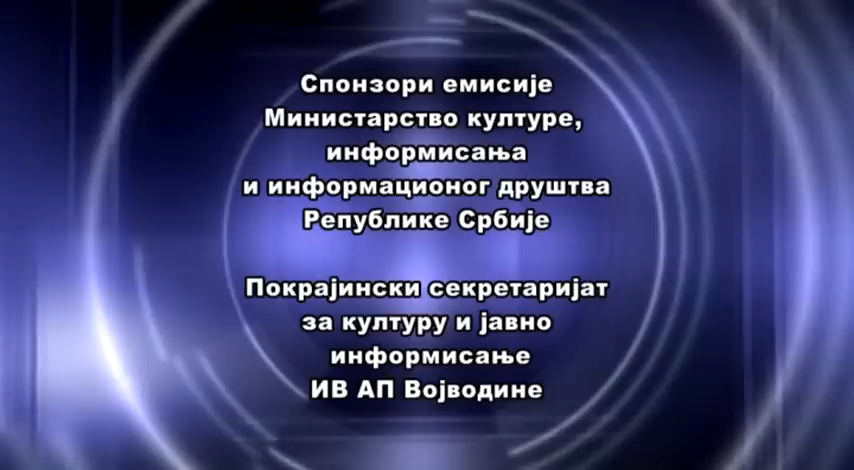 Спонзори емисије
Министарство културе,
информисања
и информационог друштва
Републике Србије
Покрајински секретаријат
за културу и јавно
информисање
ИВ АП Војводине